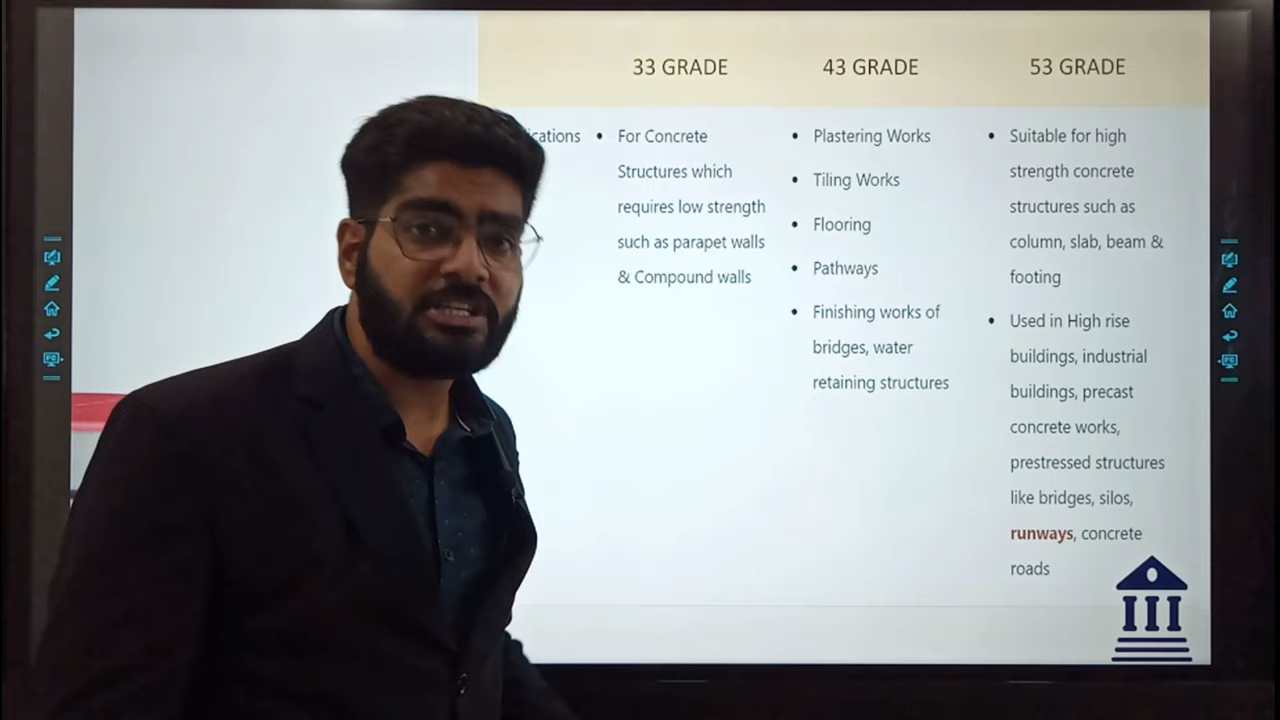 33 GRADE 43 GRADE 53 GRADE
• For Concrete
Structures which
requires low strength
such as parapet walls
& Compound walls
• Plastering Works
• Tiling Works
• Flooring
• Pathways
• Finishing works of
bridges, water
retaining structures
• Suitable for high
strength concrete
structures such as
column, slab, beam &
footing
• Used in High rise
buildings, industrial
buildings, precast
concrete works,
prestressed structures
like bridges, silos,
runways, concrete
roads